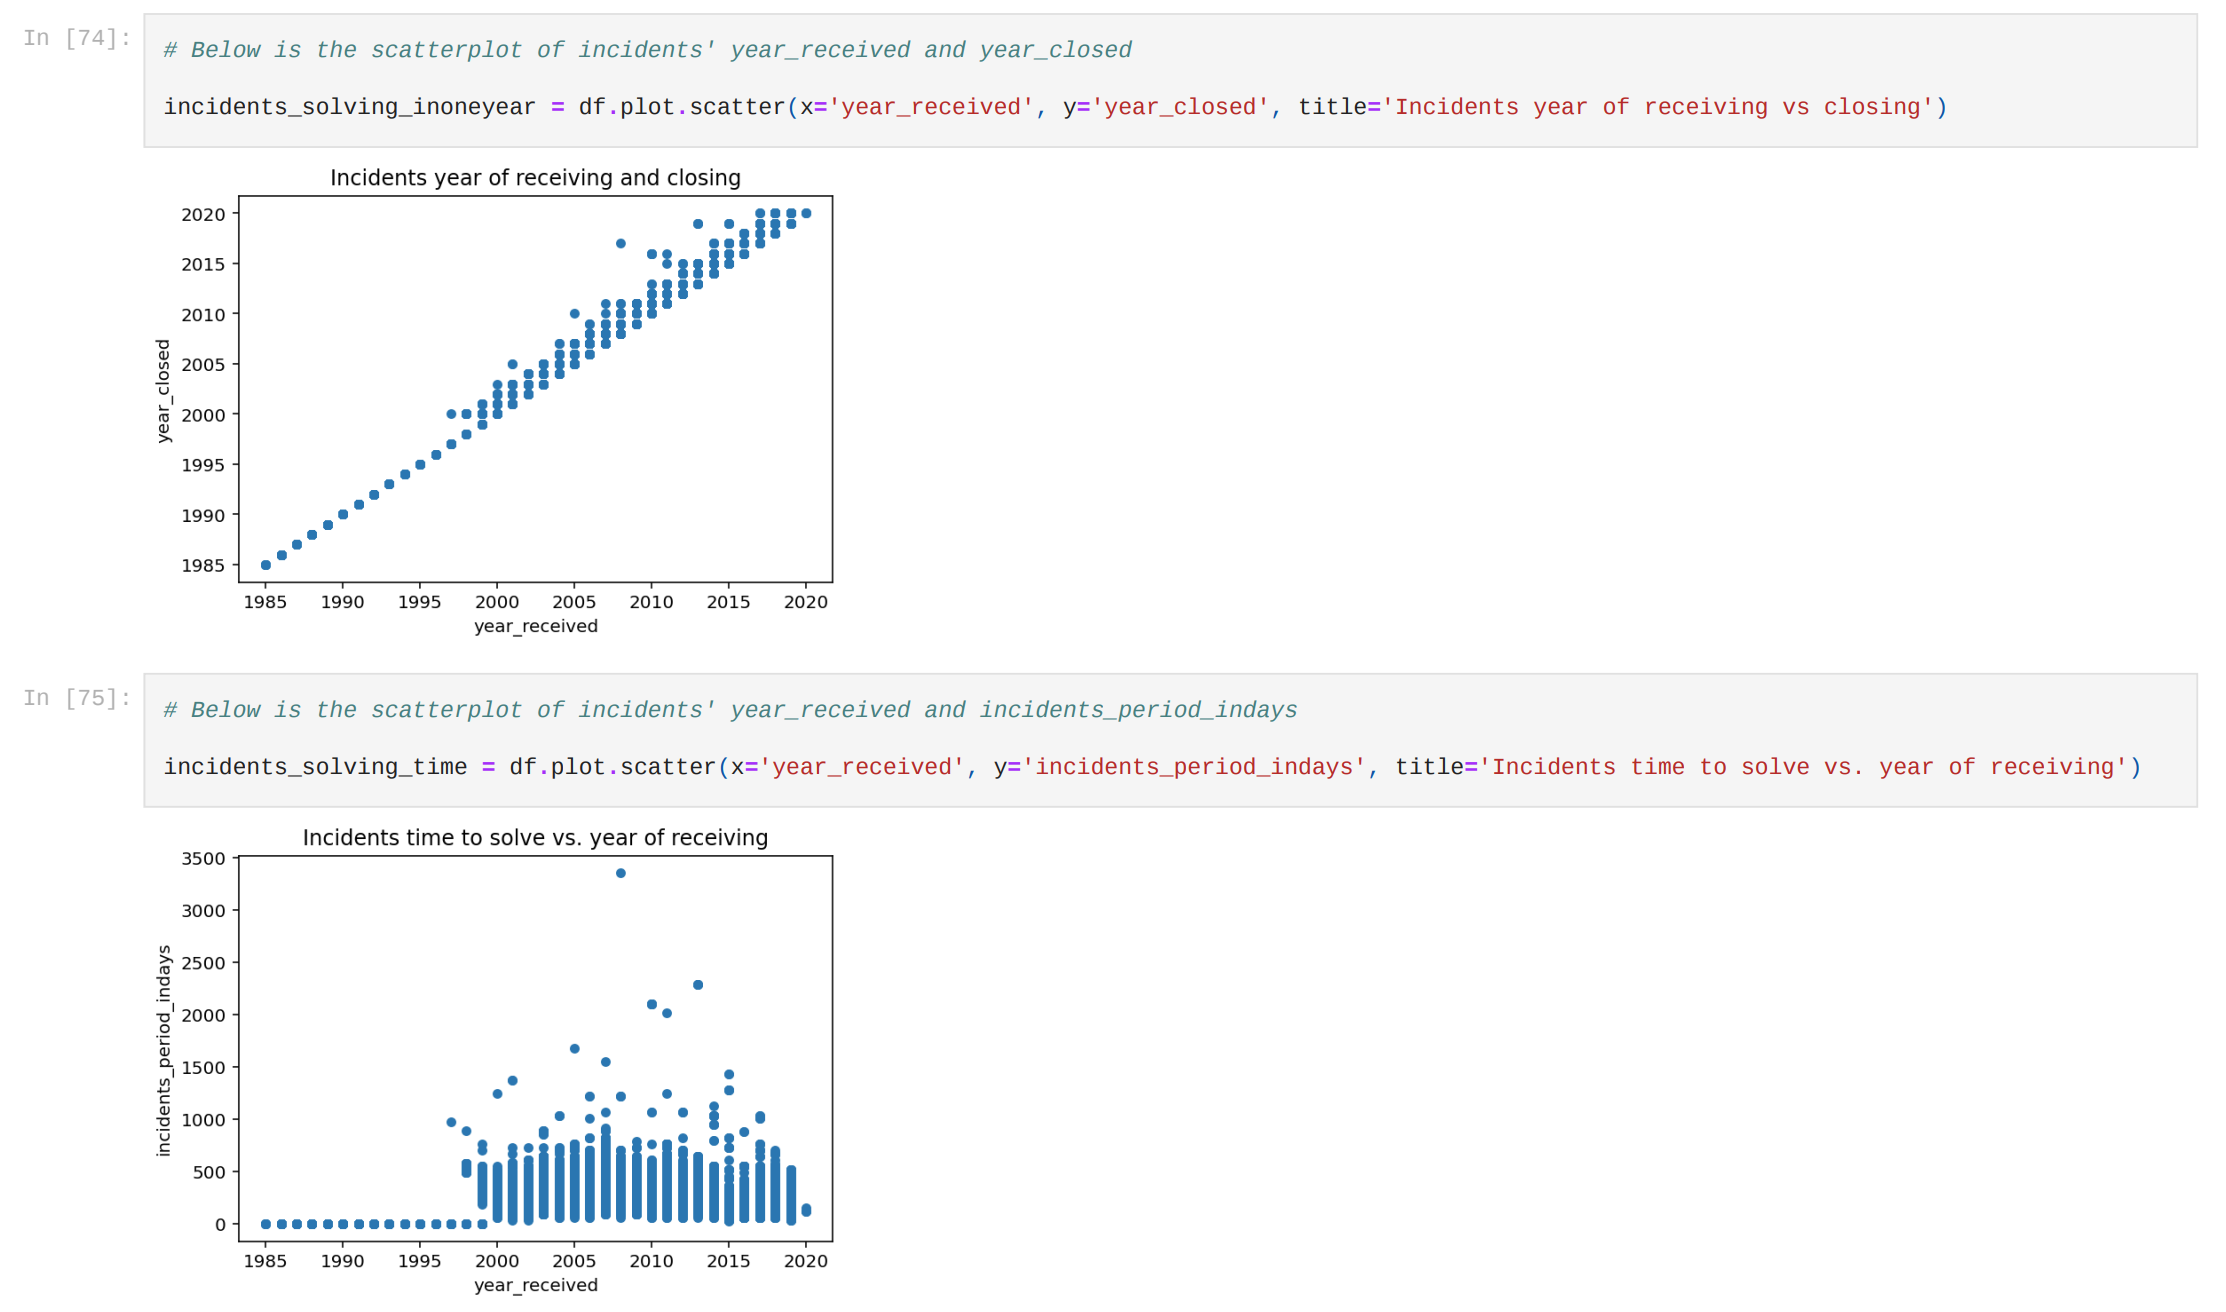 In [74]:
# Below is the scatterplot of incidents' year_received and year_closed
incidents_solving_inoneyear = df.plot.scatter(x='year_received', y='year_closed', title='Incidents year of receiving vs closing')
Incidents year of receiving and closing
2020
2015
2010
2005
2000
1995
1990
1985
year_closed
1985 1990 1995 2000 2005 2010 2015 2020
year_received
In [75]:
# Below is the scatterplot of incidents' year_received and incidents_period_indays
incidents_solving_time = df.plot.scatter(x='year_received', y='incidents_period_indays', title='Incidents time to solve vs. year of receiving')
Incidents time to solve vs. year of receiving
3500
3000
2500
2000
1500
1000
500
0
incidents_period_indays
1985 1990 1995 2000 2005 2010 2015 2020
year_received